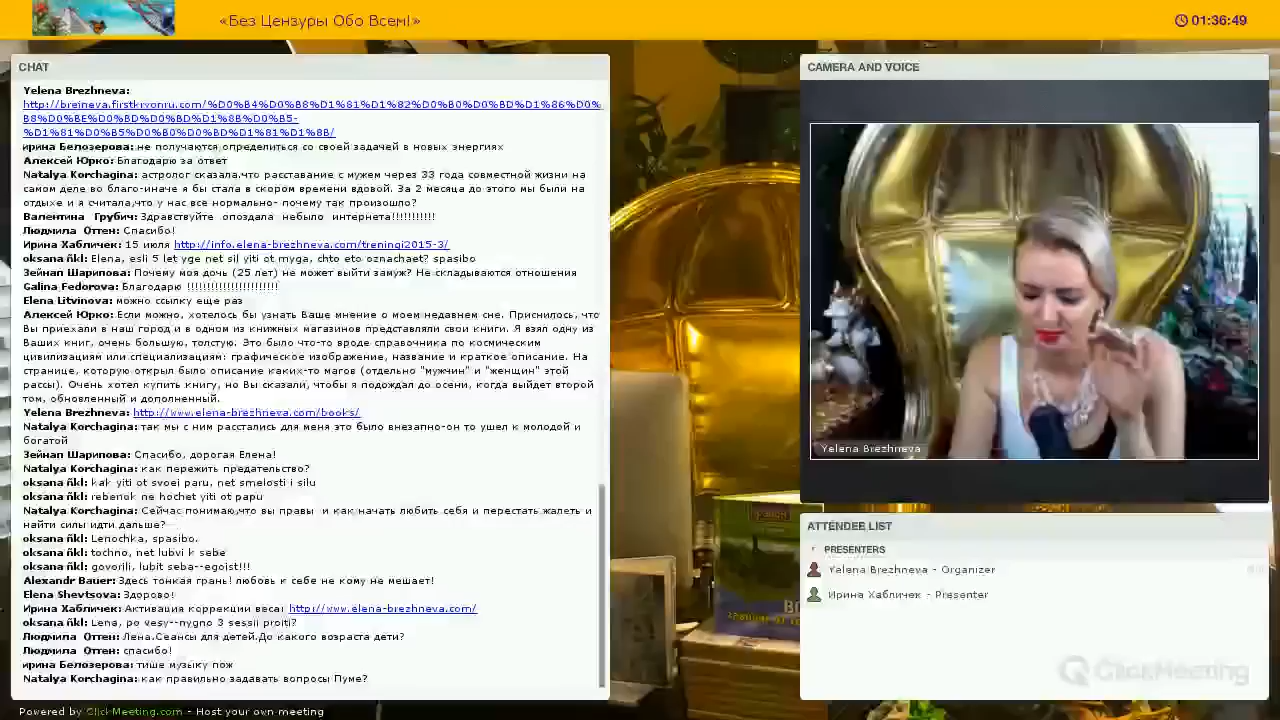 «Без Цензуры Обо Всем!»
01:36:49
CHAT
Yelena Brezhneva:
http://breineva.firstkrvonru.com/%D0%B4%D0%B8%D1%81%D1%82%D0%B0%D0%BD%D1%86%D0%
B8%D0%BE%D0%BD%D0%BD%D1%8B%D0%B5-
%D1%81%D0%B5%D0%B0%D0%BD%D1%81%D1%8B/
ирина Белозерова: не получаются определиться со своей задачей в новых энергиях
Алексей Юрко: Благодарю за ответ
Natalya Korchagina: астролог сказала.что расставание с мужем через 33 года совместной жизни на
самом деле во благо-иначе я бы стала в скором времени вдовой. За 2 месяца до этого мы были на
отдыхе и я считала,что у нас все нормально- почему так произошло?
Валентина Грубич: Здравствуйте опоздала небыло интернета!!!!!!!!!!!
Людмила Оттен: Спасибо!
Ирина Хабличек: 15 июля http://info.elena-brezhneva.com/treningi2015-3/
oksana ñkl: Elena, esli 5 let yge net sil yiti ot myga, chto eto oznachaet? spasibo
Зейнап Шарипова: Почему моя дочь (25 лет) не может выйти замуж? Не складываются отношения
Galina Fedorova: Благодарю !!!!!!!!!!!!!!!!!!!!!!!
Elena Litvinova: можно ссылку еще раз
Алексей Юрко: Если можно, хотелось бы узнать Ваше мнение о моем недавнем сне. Приснилось, что
Вы приехали в наш город и в одном из книжных магазинов представляли свои книги. Я взял одну из
Ваших книг, очень большую, толстую. Это было что-то вроде справочника по космическим
цивилизациям или специализациям: графическое изображение, название и краткое описание. На
странице, которую открыл было описание каких-то магов (отдельно "мужчин" и "женщин" этой
рассы). Очень хотел купить книгу, но Вы сказали, чтобы я подождал до осени, когда выйдет второй
том, обновленный и дополненный.
Yelena Brezhneva: http://www.elena-brezhneva.com/books/
Natalya Korchagina: так мы с ним расстались для меня это было внезапно-он то ушел к молодой и
богатой
Зейнап Шарипова: Спасибо, дорогая Елена!
Natalya Korchagina: как пережить предательство?
oksana ñkl: kak yiti ot svoei paru, net smelosti i silu
oksana ñkl: rebenok ne hochet yiti ot papu
Natalya Korchagina: Сейчас понимаю,что вы правы и как начать любить себя и перестать жалеть и
найти силы идти дальше?
oksana ñkl: Lenochka, spasibo.
oksana ñkl: tochno, net lubvi k sebe
oksana ñkl: govorili, lubit seba--egoist!!!
Alexandr Bauer: Здесь тонкая грань! любовь к себе не кому не мешает!
Elena Shevtsova: Здорово!
Ирина Хабличек: Активация коррекции веса: http://www.elena-brezhneva.com/
oksana ñkl: Lena, po vesy--nygno 3 sessii proiti?
Людмила Оттен: Лена.Сеансы для детей.До какого возраста дети?
Людмила Оттен: спасибо!
ирина Белозерова: тише музыку пож
Natalya Korchagina: как правильно задавать вопросы Пуме?
Powered by ClickMeeting.com - Host your own meeting
CAMERA AND VOICE
Yelena Brezhneva
ATTENDER LIST
PRESENTERS
Yelena Brezhneva - Organizer
Ирина Хабличек - Presenter
ClickMeeting